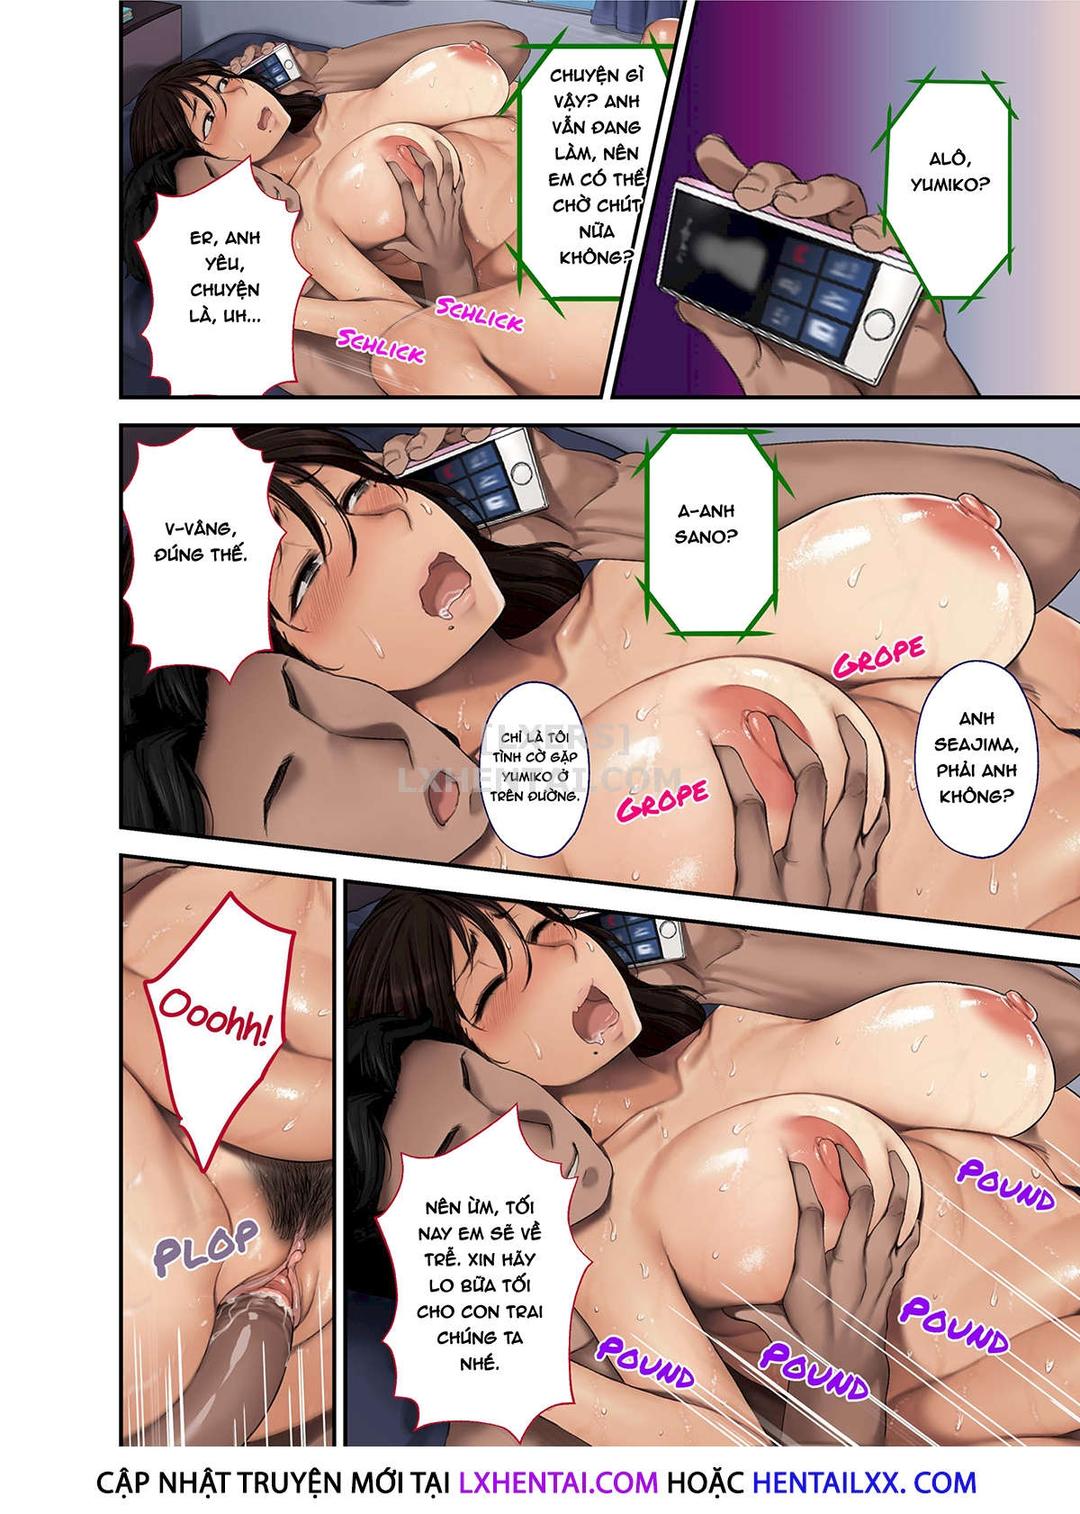 ALÔ,
YUMIKO?
CHUYỆN GÌ
VẬY? ANH
VẪN ĐANG
LÀM, NÊN
EM CÓ THỂ
CHỜ CHÚT
NỮA
KHÔNG?
ER, ANH
YÊU,
CHUYỆN
LÀ, UH...
SCHLICK
SCHLICK
A-ANH
SANO?
V-VÂNG,
ĐÚNG THẾ.
GROPE
ANH
SEAJIMA,
PHẢI ANH
KHÔNG?
CHỈ LÀ TÔI
TÌNH CỜ GẶP
YUMIKO Ở
TRÊN ĐƯỜNG.
GROPE
[LXERS]
LXHENTAI.COM
Ooohh!
PLOP
NÊN ỪM, TỐI
NAY EM SẼ VỀ
TRỄ. XIN HÃY
LO BỮA TỐI
CHO CON TRAI
CHÚNG TA
NHÉ.
POUND
POUND
POUND
POUND
CẬP NHẬT TRUYỆN MỚI TẠI LXHENTAI.COM HOẶC HENTAILXX. COM